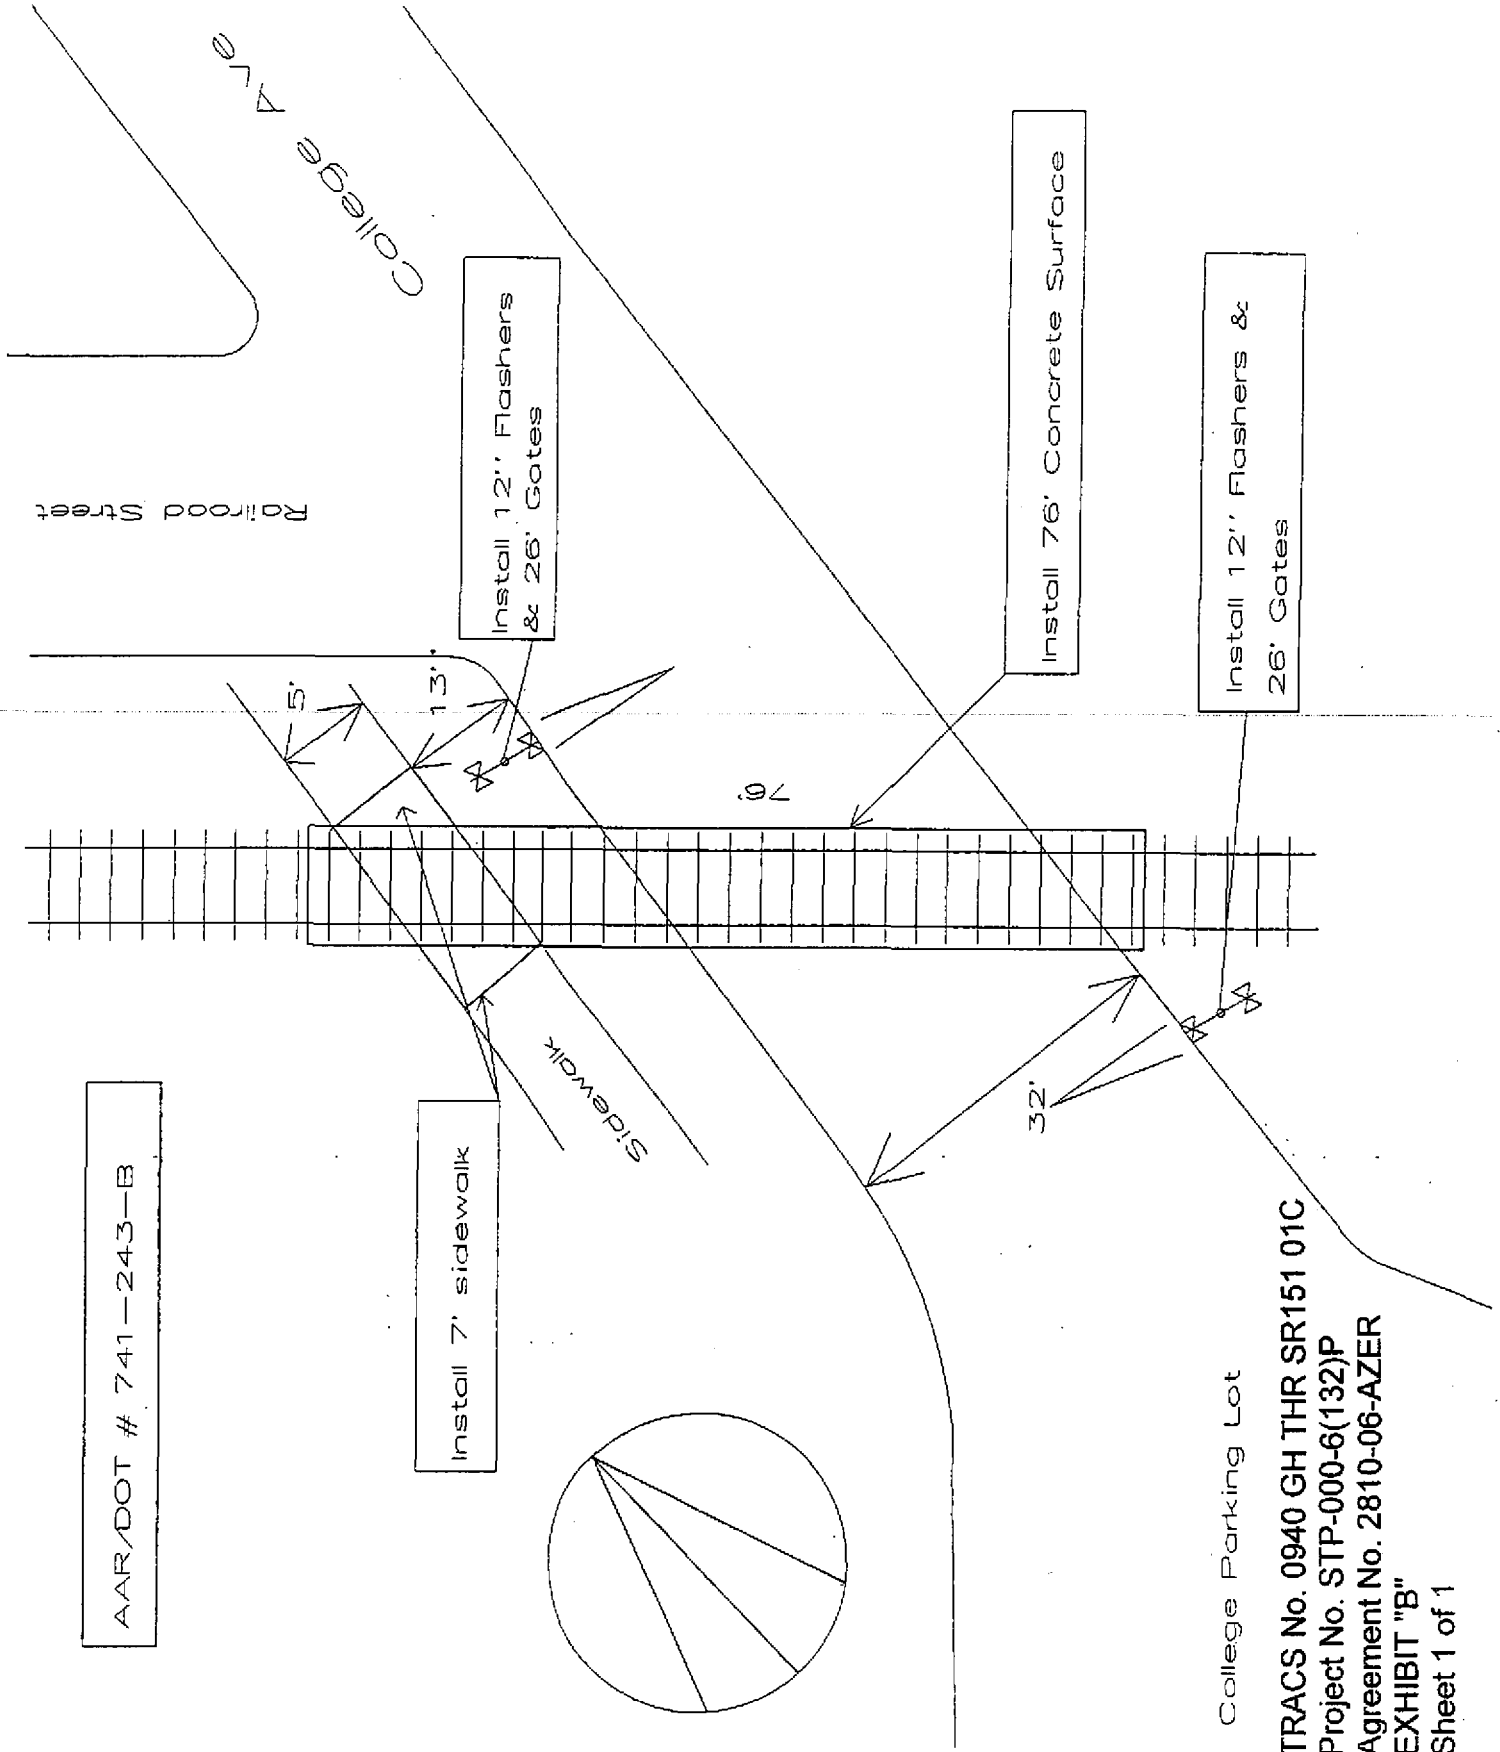 AAR/DOT # 741-243-B
College Ave
Railroad Street
Install 12'' Flashers
& 26' Gates
5'
13'
76'
Install 7' sidewalk
Sidewalk
Install 76' Concrete Surface
32'
Install 12'' Flashers &
26' Gates
College Parking Lot
TRACS No. 0940 GH THR SR151 01C
Project No. STP-000-6(132)P
Agreement No. 2810-06-AZER
EXHIBIT "B"
Sheet 1 of 1